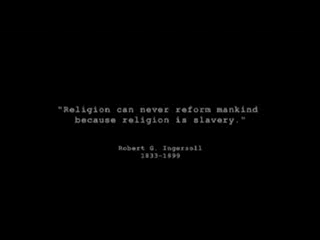 "Religion can never reform mankind
because religion is slavery."
Robert G. Ingersoll
1833-1899